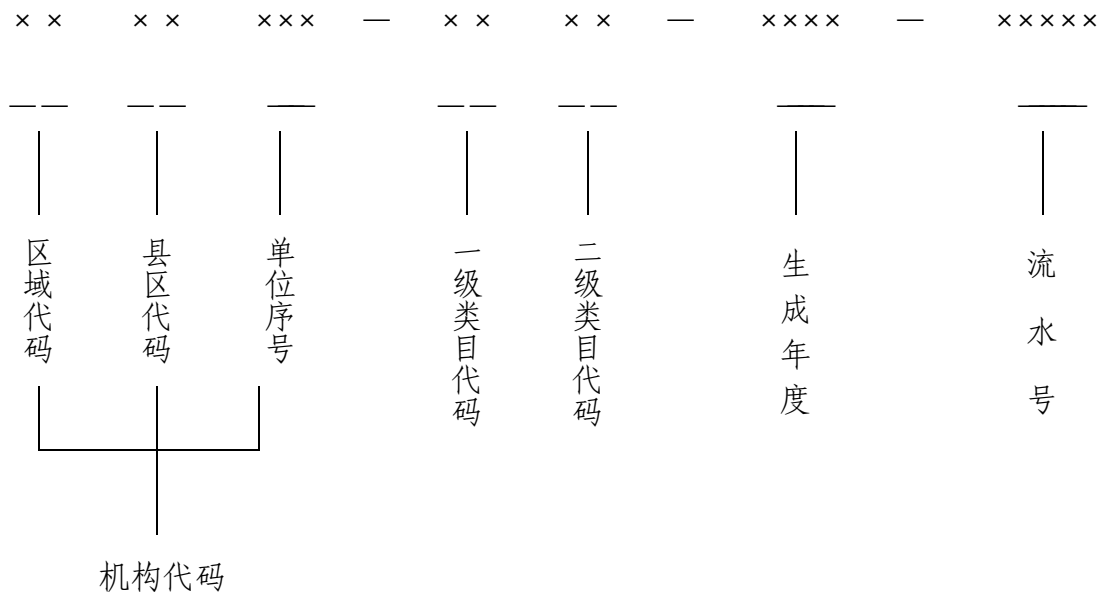 ×× ×× ××× — ×× ×× — ×××× — ×××××
区域代码
县区代码
单位序号
一级类目代码
二级类目代码
生成年度
流水号
机构代码